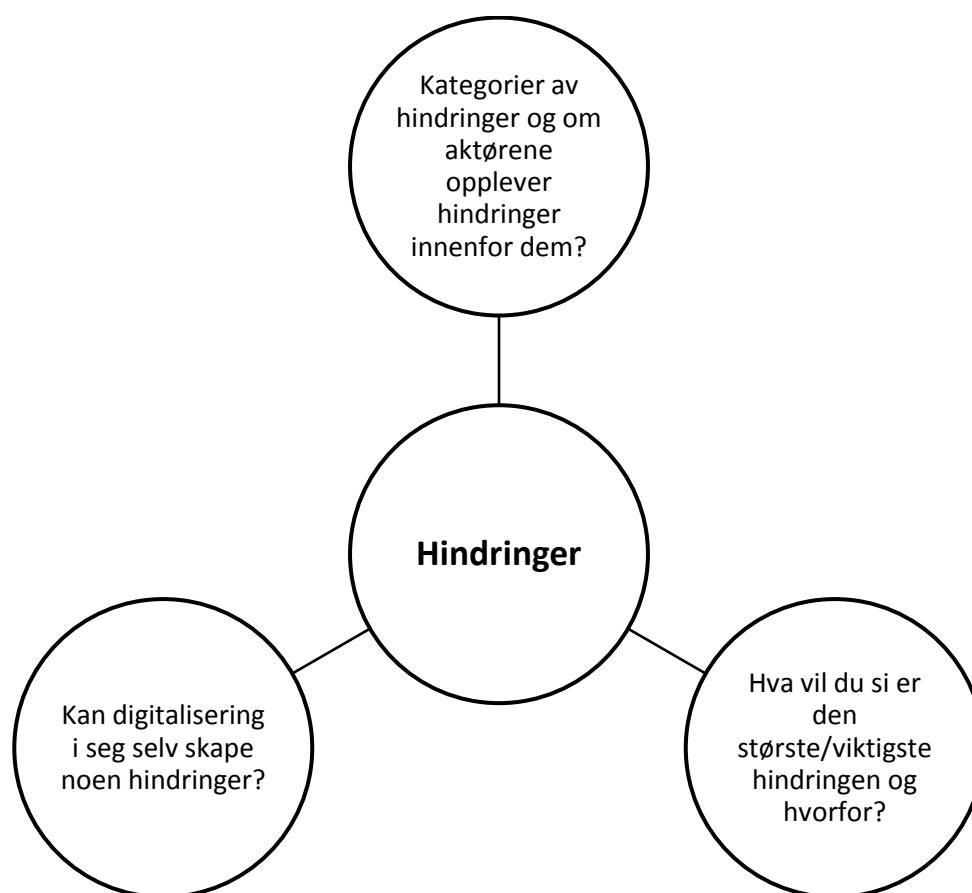 Kategorier av
hindringer og om
aktørene
opplever
hindringer
innenfor dem?
Hindringer
Kan digitalisering
i seg selv skape
noen hindringer?
Hva vil du si er
den
største/viktigste
hindringen og
hvorfor?